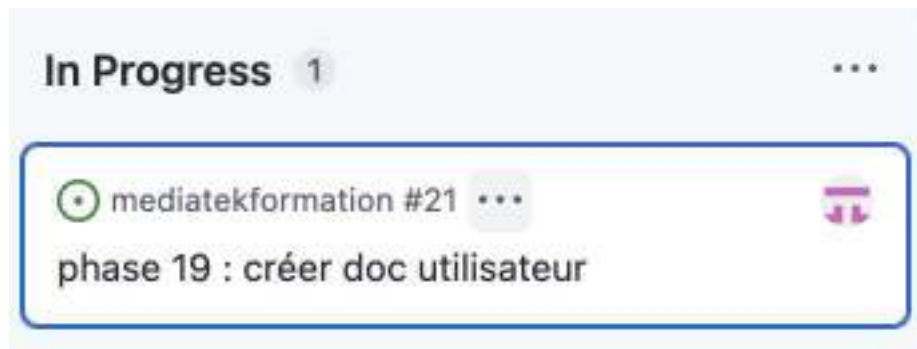 In Progress 1 ...
mediatekformation #21 ...
phase 19 : créer doc utilisateur